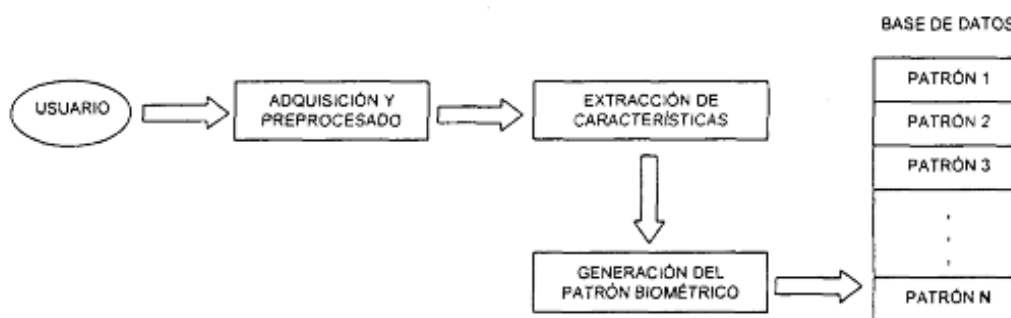 BASE DE DATOS
USUARIO
ADQUISICIÓN Y
PREPROCESADO
EXTRACCIÓN DE
CARACTERÍSTICAS
GENERACIÓN DEL
PATRÓN BIOMÉTRICO
PATRÓN 1
PATRÓN 2
PATRÓN 3
PATRÓN N